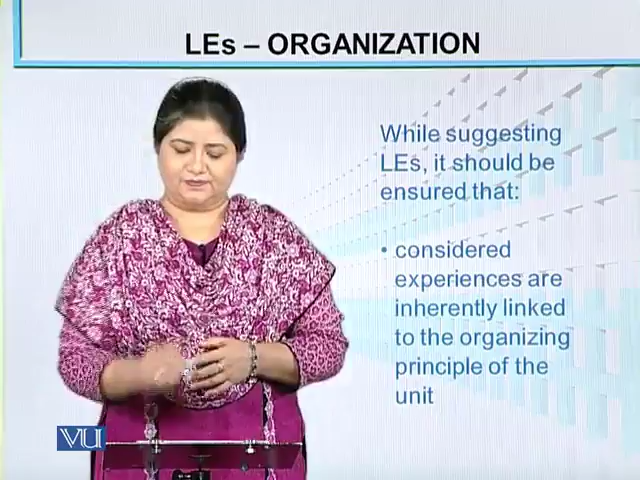 LEs – ORGANIZATION
While suggesting
LEs, it should be
ensured that:
• considered
experiences are
inherently linked
to the organizing
principle of the
unit
VU